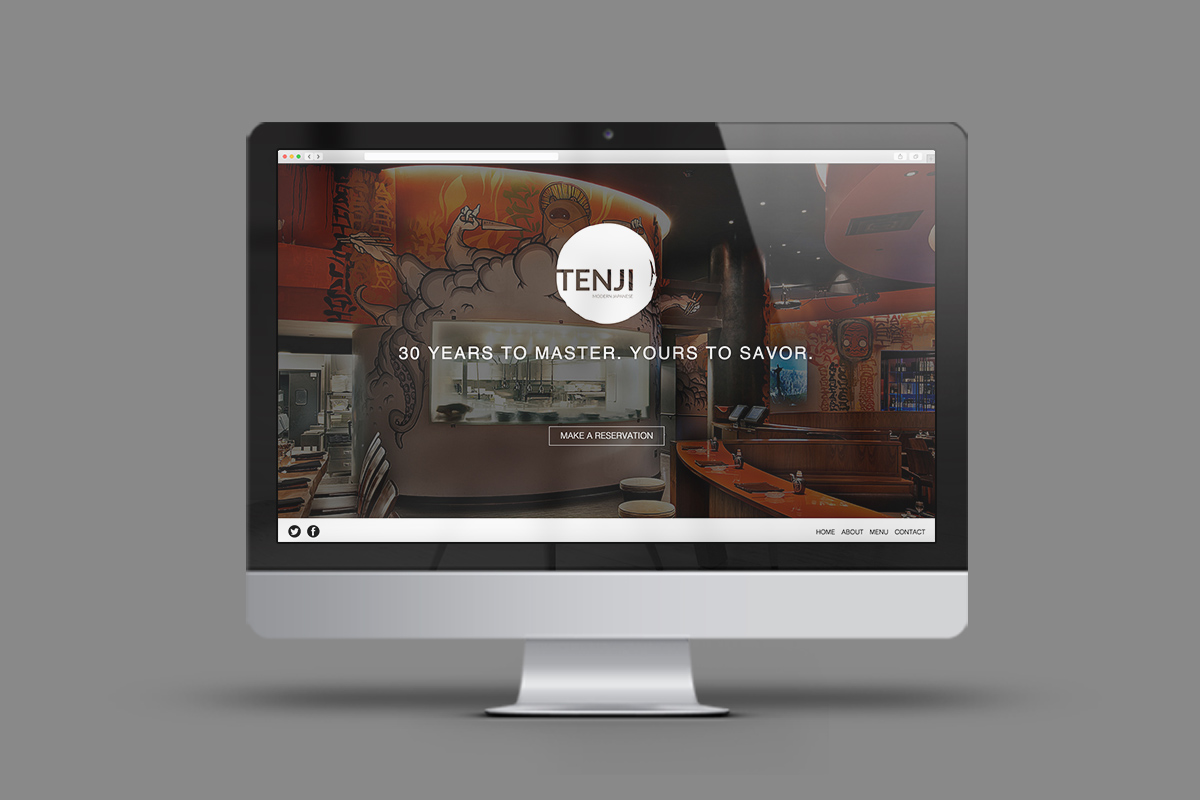 TENJI
MODERN JAPANESE
30 YEARS TO MASTER. YOURS TO SAVOR.
MAKE A RESERVATION
HOME ABOUT MENU CONTACT